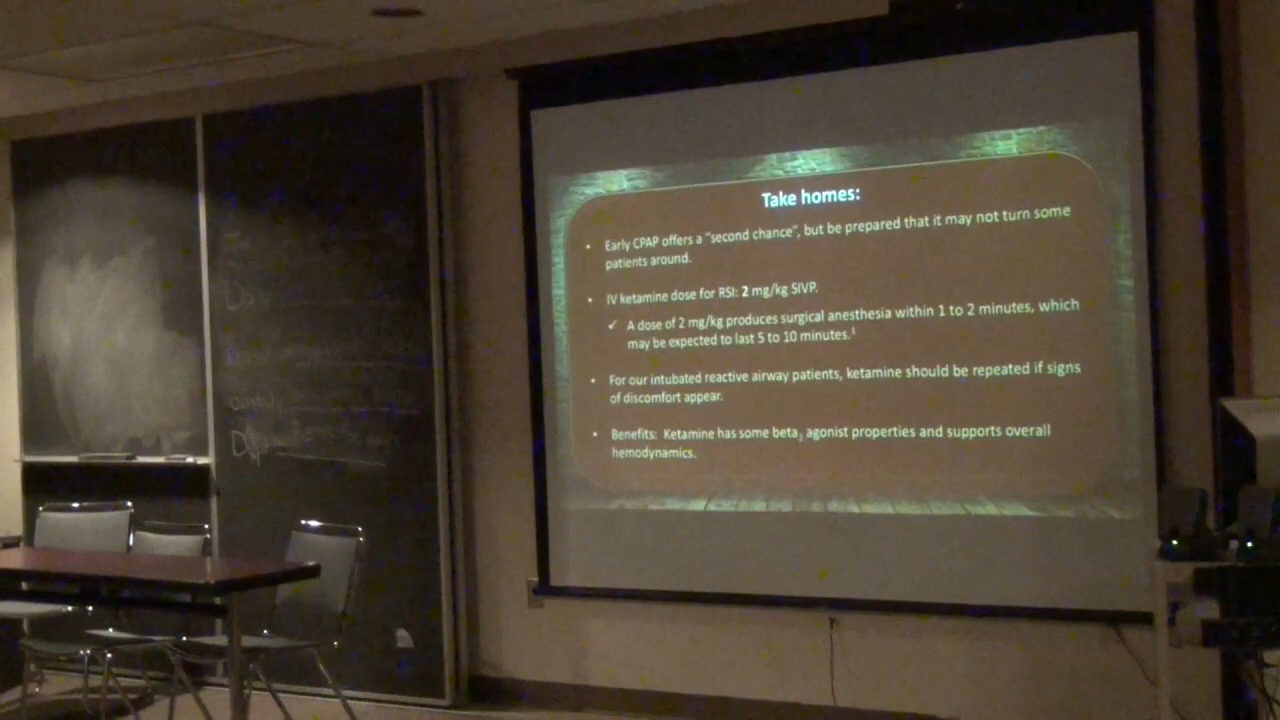 Take homes:
• Early CPAP offers a "second chance", but be prepared that it may not turn some
patients around.
• IV ketamine dose for RSI: 2 mg/kg SIVP.
✓ A dose of 2 mg/kg produces surgical anesthesia within 1 to 2 minutes, which
may be expected to last 5 to 10 minutes.¹
• For our intubated reactive airway patients, ketamine should be repeated if signs
of discomfort appear.
• Benefits: Ketamine has some beta₂ agonist properties and supports overall
hemodynamics.